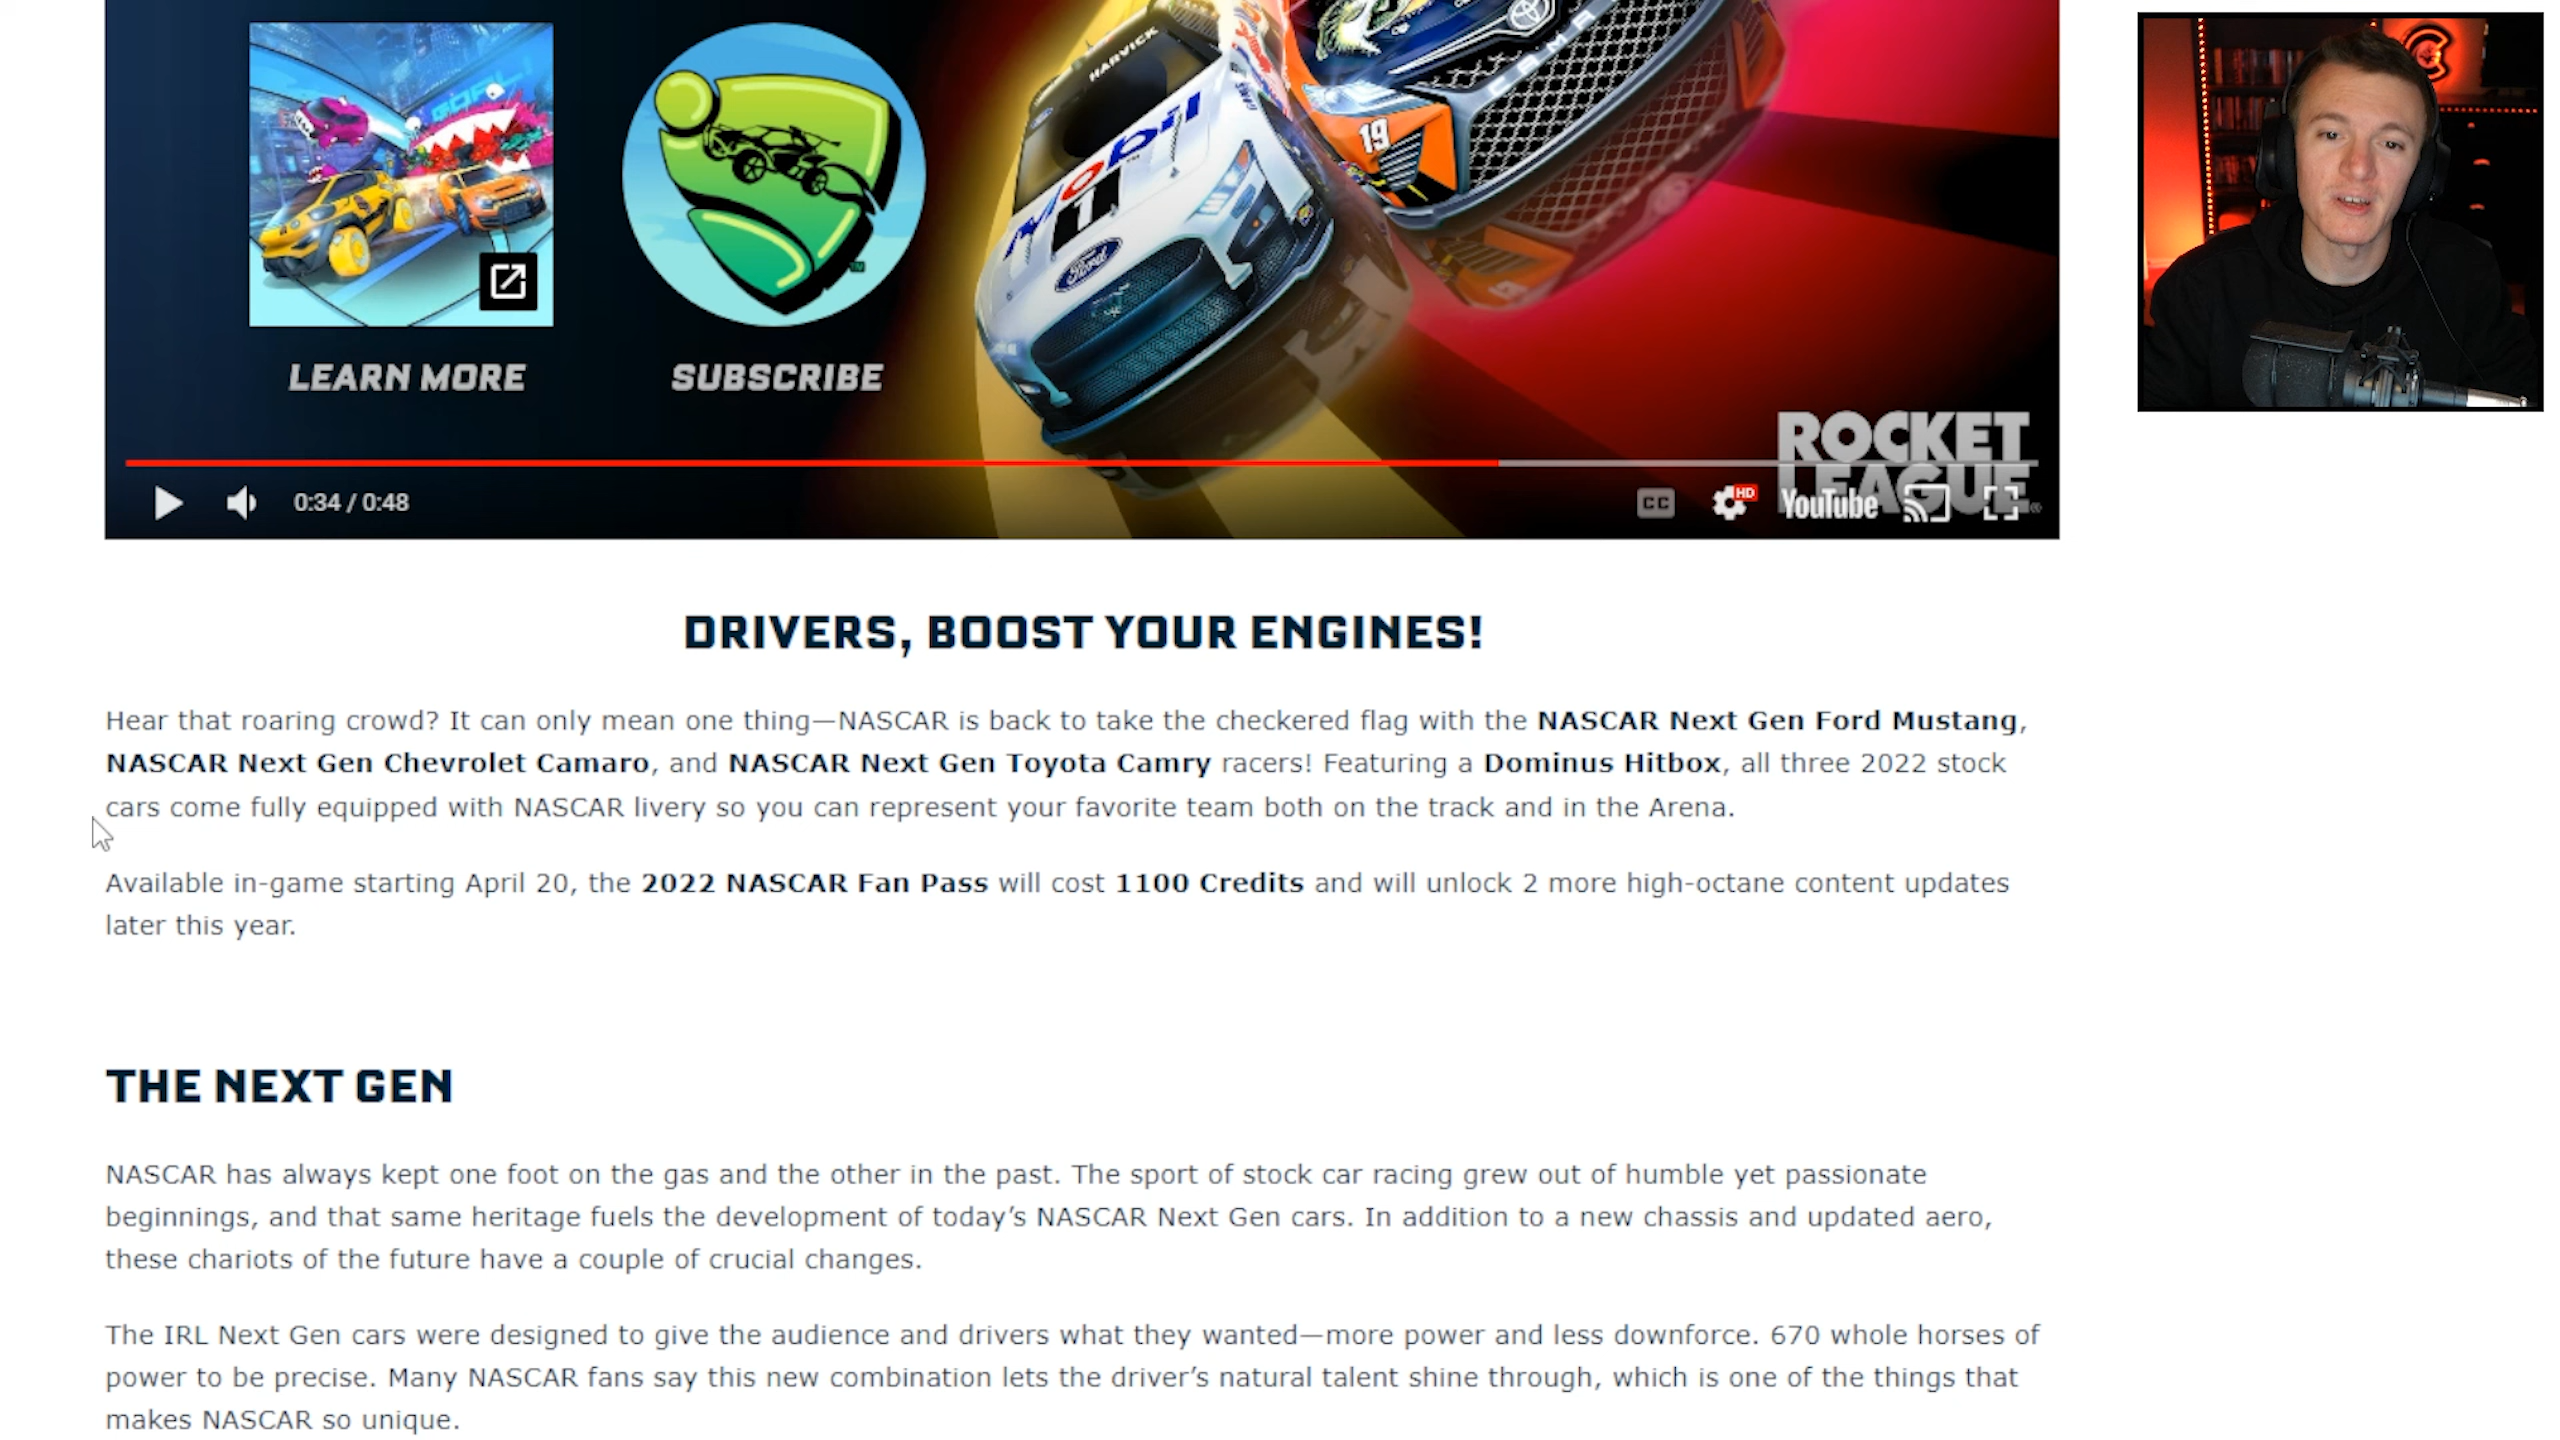 HARVICK
Mobil
1
Ford
CAMRY
19
GOAL!
LEARN MORE
SUBSCRIBE
ROCKET
LEAGUE
0:34 / 0:48
CC
HD
YouTube
DRIVERS, BOOST YOUR ENGINES!
Hear that roaring crowd? It can only mean one thing—NASCAR is back to take the checkered flag with the NASCAR Next Gen Ford Mustang,
NASCAR Next Gen Chevrolet Camaro, and NASCAR Next Gen Toyota Camry racers! Featuring a Dominus Hitbox, all three 2022 stock
cars come fully equipped with NASCAR livery so you can represent your favorite team both on the track and in the Arena.
Available in-game starting April 20, the 2022 NASCAR Fan Pass will cost 1100 Credits and will unlock 2 more high-octane content updates
later this year.
THE NEXT GEN
NASCAR has always kept one foot on the gas and the other in the past. The sport of stock car racing grew out of humble yet passionate
beginnings, and that same heritage fuels the development of today’s NASCAR Next Gen cars. In addition to a new chassis and updated aero,
these chariots of the future have a couple of crucial changes.
The IRL Next Gen cars were designed to give the audience and drivers what they wanted—more power and less downforce. 670 whole horses of
power to be precise. Many NASCAR fans say this new combination lets the driver’s natural talent shine through, which is one of the things that
makes NASCAR so unique.